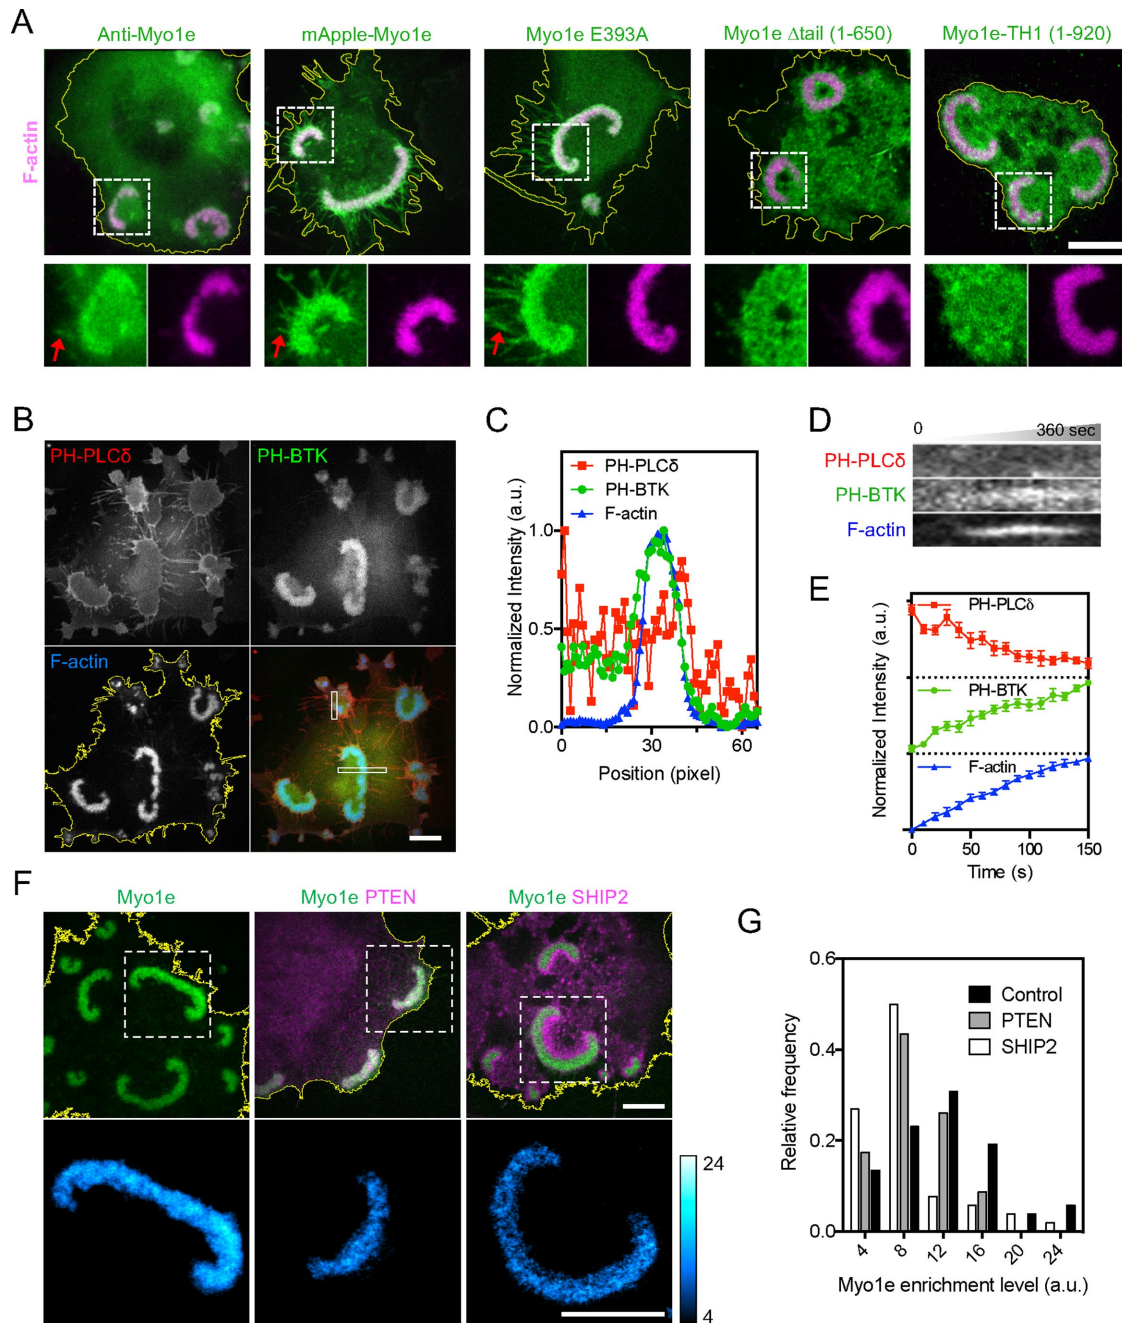 A
Anti-Myo1e
mApple-Myo1e
Myo1e E393A
Myo1e Δtail (1-650)
Myo1e-TH1 (1-920)
F-actin
B
PH-PLCδ
PH-BTK
F-actin
C
PH-PLCδ
PH-BTK
F-actin
1.0
0.5
0.0
0
30
60
Normalized Intensity (a.u.)
Position (pixel)
D
0
360 sec
PH-PLCδ
PH-BTK
F-actin
E
PH-PLCδ
PH-BTK
F-actin
Normalized Intensity (a.u.)
0
50
100
150
Time (s)
F
Myo1e
Myo1e PTEN
Myo1e SHIP2
24
4
G
Control
PTEN
SHIP2
0.6
0.4
0.2
0.0
Relative frequency
4
8
12
16
20
24
Myo1e enrichment level (a.u.)